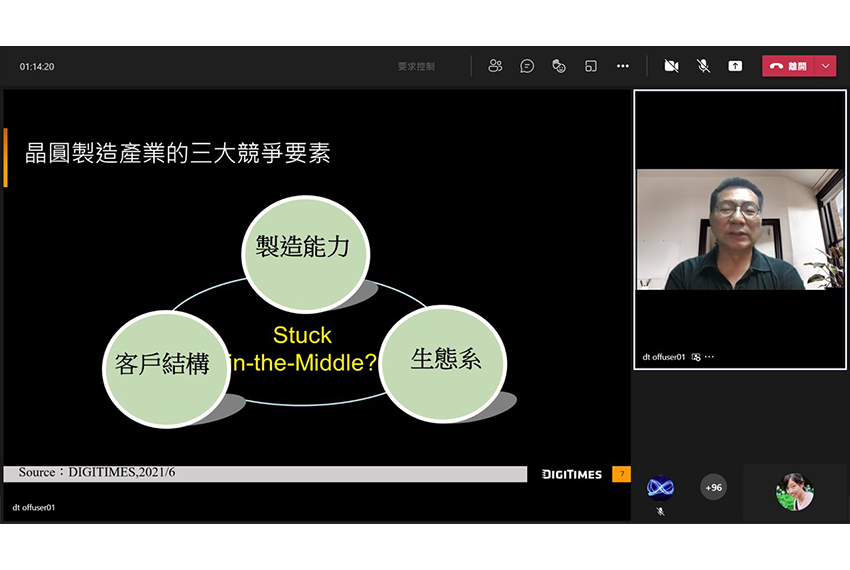 01:14:20
要求控制
離開
晶圓製造產業的三大競爭要素
製造能力
Stuck
in-the-Middle?
客戶結構
生態系
Source：DIGITIMES,2021/6
DIGITIMES
7
dt offuser01
dt offuser01
+96